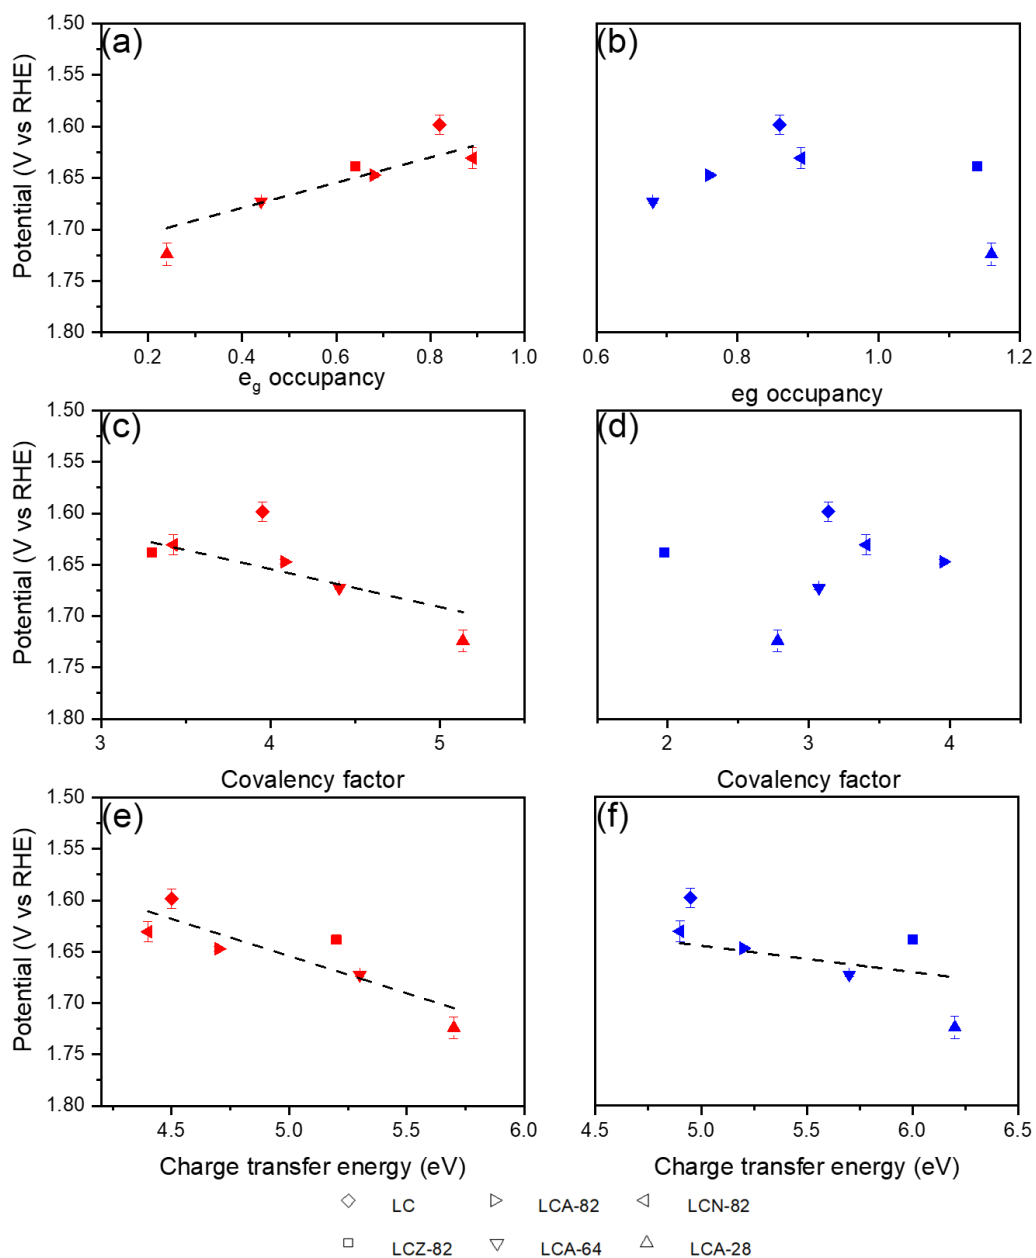 (a)
(b)
Potential (V vs RHE)
1.50
1.55
1.60
1.65
1.70
1.75
1.80
0.2 0.4 0.6 0.8 1.0
0.6 0.8 1.0 1.2
eg occupancy
eg occupancy
(c)
(d)
Potential (V vs RHE)
1.50
1.55
1.60
1.65
1.70
1.75
1.80
3 4 5
2 3 4
Covalency factor
Covalency factor
(e)
(f)
Potential (V vs RHE)
1.50
1.55
1.60
1.65
1.70
1.75
1.80
4.5 5.0 5.5 6.0
4.5 5.0 5.5 6.0 6.5
Charge transfer energy (eV)
Charge transfer energy (eV)
LC LCA-82 LCN-82
LCZ-82 LCA-64 LCA-28